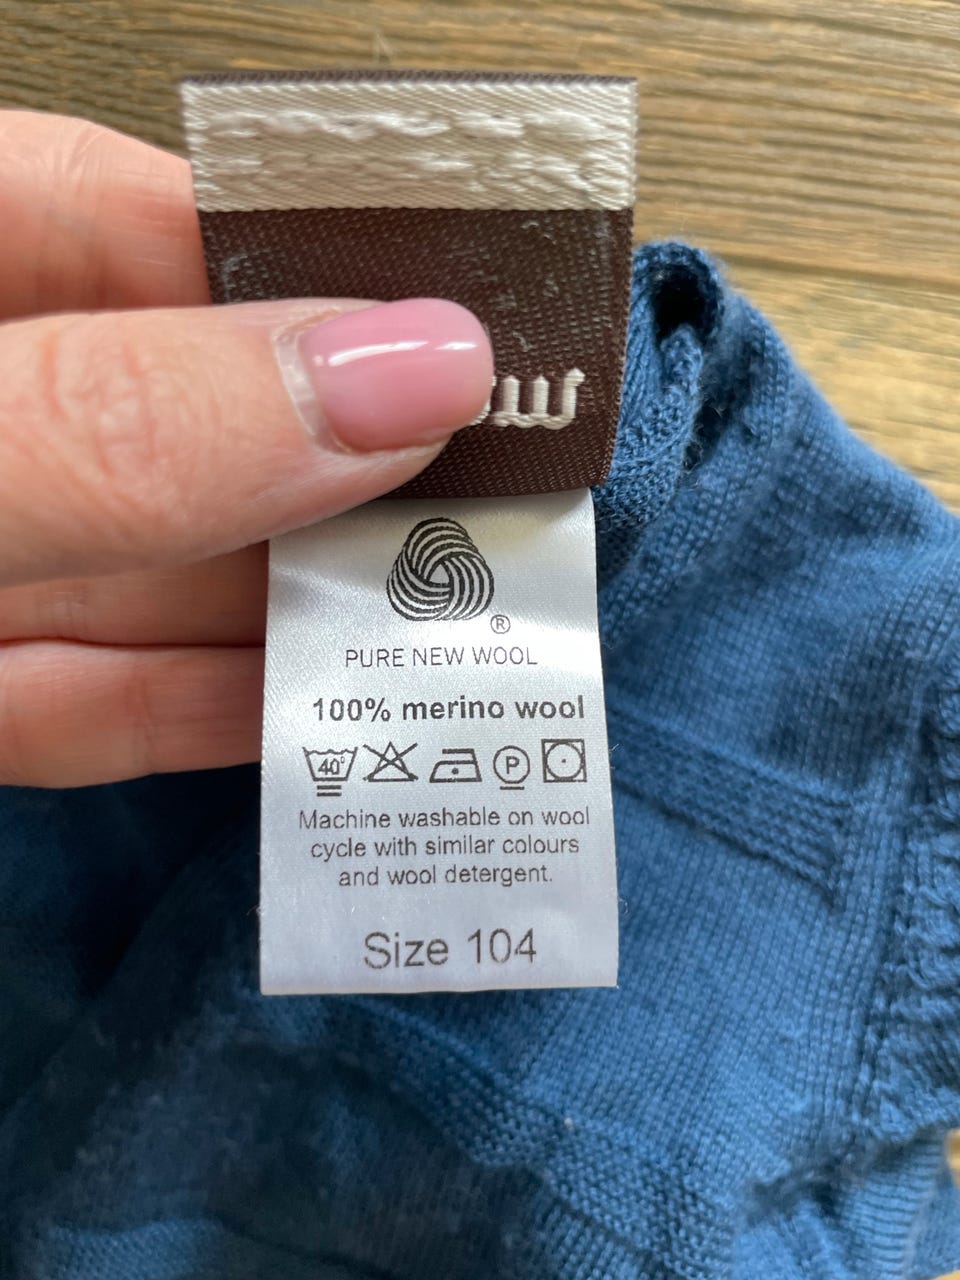 ®
PURE NEW WOOL
100% merino wool
40°
P
Machine washable on wool
cycle with similar colours
and wool detergent.
Size 104